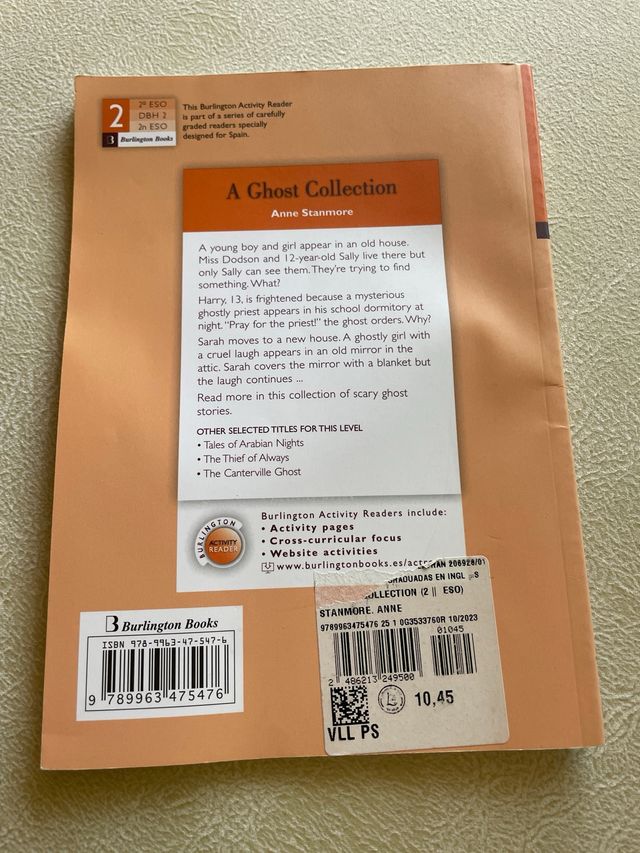 2
2º ESO
DBH 2
2n ESO
Burlington Books
This Burlington Activity Reader
is part of a series of carefully
graded readers specially
designed for Spain.
A Ghost Collection
Anne Stanmore
A young boy and girl appear in an old house.
Miss Dodson and 12-year-old Sally live there but
only Sally can see them. They're trying to find
something. What?
Harry, 13, is frightened because a mysterious
ghostly priest appears in his school dormitory at
night. "Pray for the priest!" the ghost orders. Why?
Sarah moves to a new house. A ghostly girl with
a cruel laugh appears in an old mirror in the
attic. Sarah covers the mirror with a blanket but
the laugh continues ...
Read more in this collection of scary ghost
stories.
OTHER SELECTED TITLES FOR THIS LEVEL
• Tales of Arabian Nights
• The Thief of Always
• The Canterville Ghost
BURLINGTON
ACTIVITY
READER
Burlington Activity Readers include:
• Activity pages
• Cross-curricular focus
• Website activities
www.burlingtonbooks.es/actr
206928/01
GRADUADAS EN INGL S
COLLECTION (2 || ESO)
STANMORE. ANNE
9789963475476 25 1 0G353376OR 10/2023
01045
2 486213 249500
10,45
VLL PS
Burlington Books
ISBN 978-9963-47-547-6
9 789963 475476